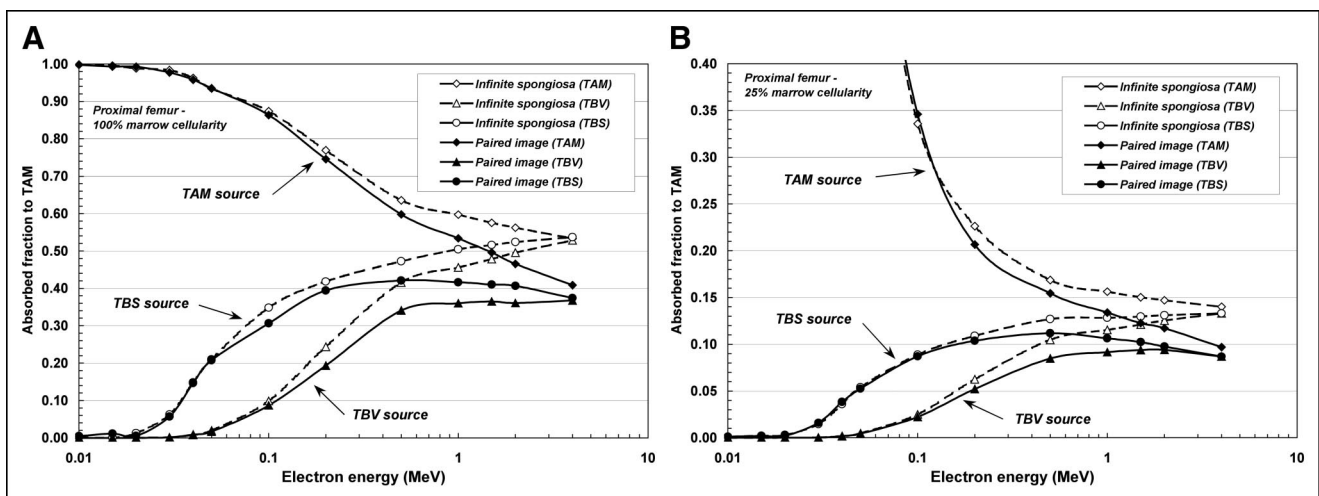 A
Absorbed fraction to TAM
1.00
0.90
0.80
0.70
0.60
0.50
0.40
0.30
0.20
0.10
0.00
Proximal femur -
100% marrow cellularity
Infinite spongiosa (TAM)
Infinite spongiosa (TBV)
Infinite spongiosa (TBS)
Paired image (TAM)
Paired image (TBV)
Paired image (TBS)
TAM source
TBS source
TBV source
0.01
0.1
1
10
Electron energy (MeV)
B
Absorbed fraction to TAM
0.40
0.35
0.30
0.25
0.20
0.15
0.10
0.05
0.00
Proximal femur -
25% marrow cellularity
Infinite spongiosa (TAM)
Infinite spongiosa (TBV)
Infinite spongiosa (TBS)
Paired image (TAM)
Paired image (TBV)
Paired image (TBS)
TAM source
TBS source
TBV source
0.01
0.1
1
10
Electron energy (MeV)